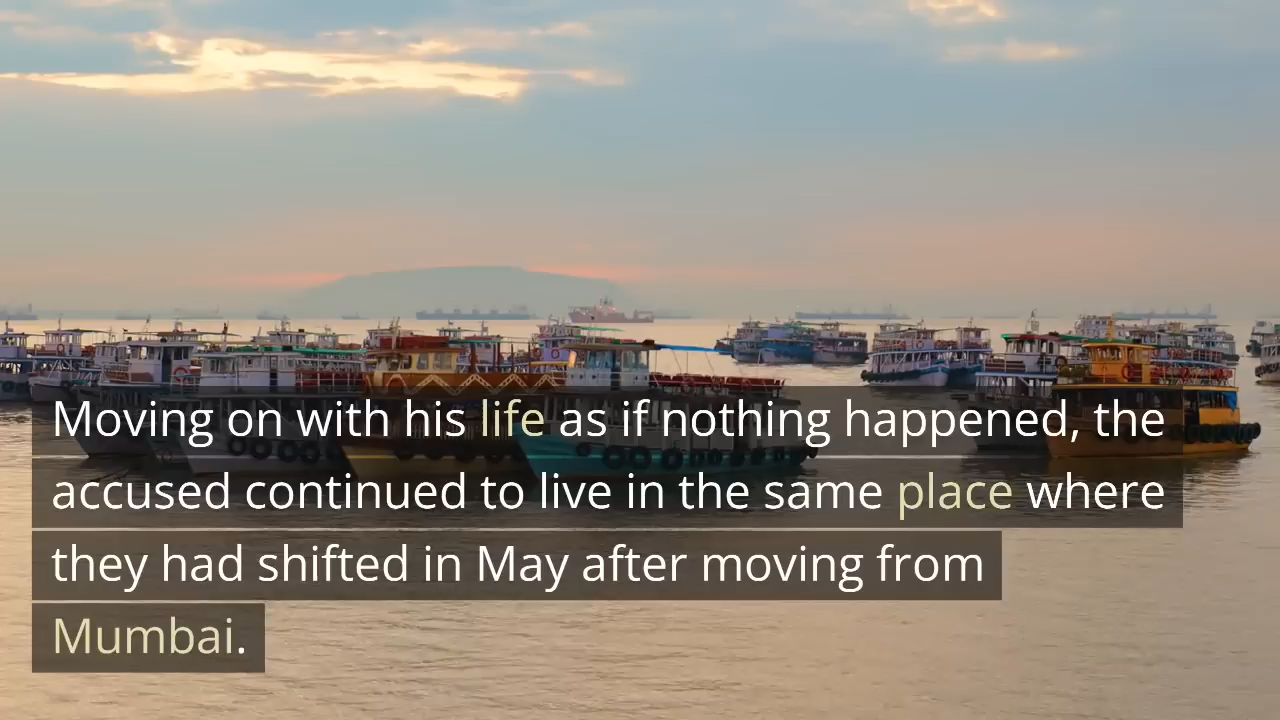 Moving on with his life as if nothing happened, the
accused continued to live in the same place where
they had shifted in May after moving from
Mumbai.